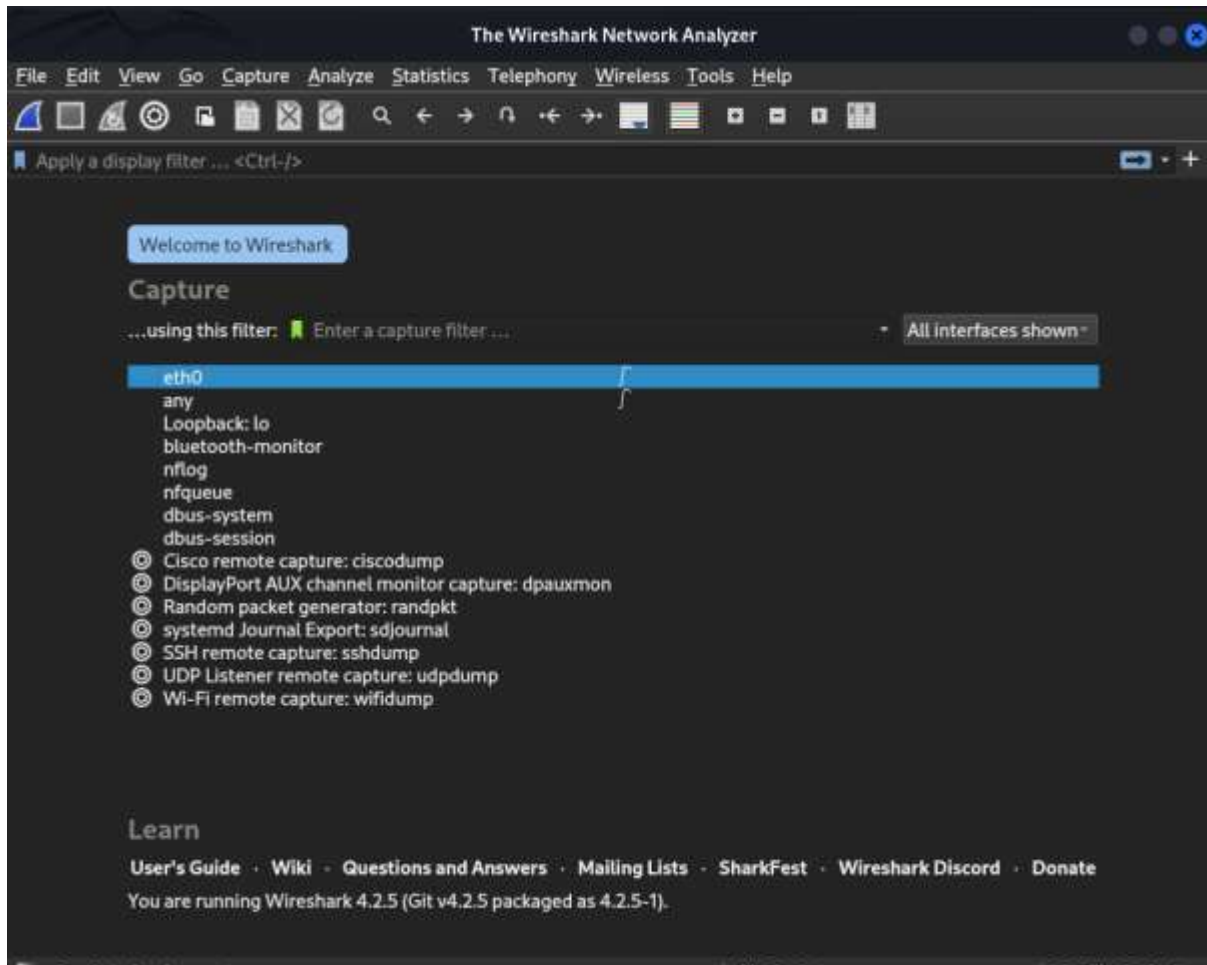 The Wireshark Network Analyzer
File Edit View Go Capture Analyze Statistics Telephony Wireless Tools Help
Apply a display filter ... <Ctrl-/>
Welcome to Wireshark
Capture
...using this filter: Enter a capture filter ... All interfaces shown
eth0
any
Loopback: lo
bluetooth-monitor
nflog
nfqueue
dbus-system
dbus-session
Cisco remote capture: ciscodump
DisplayPort AUX channel monitor capture: dpauxmon
Random packet generator: randpkt
systemd Journal Export: sdjournal
SSH remote capture: sshdump
UDP Listener remote capture: udpdump
Wi-Fi remote capture: wifidump
Learn
User's Guide · Wiki · Questions and Answers · Mailing Lists · SharkFest · Wireshark Discord · Donate
You are running Wireshark 4.2.5 (Git v4.2.5 packaged as 4.2.5-1).